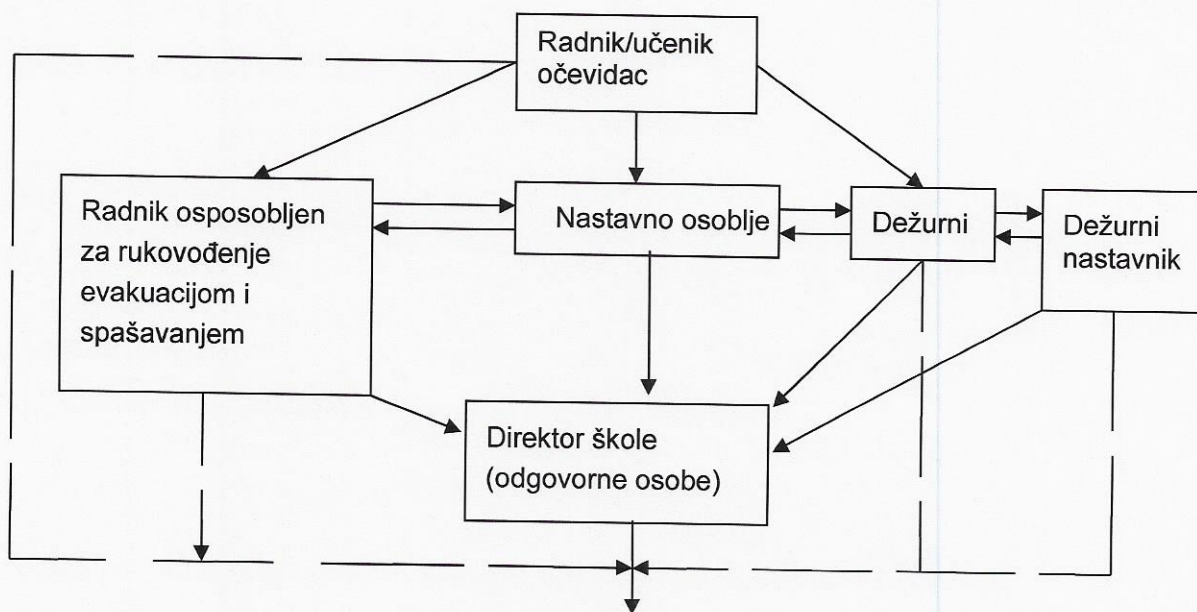 Radnik/učenik
očevidac
Radnik osposobljen
za rukovođenje
evakuacijom i
spašavanjem
Nastavno osoblje
Dežurni
Dežurni
nastavnik
Direktor škole
(odgovorne osobe)